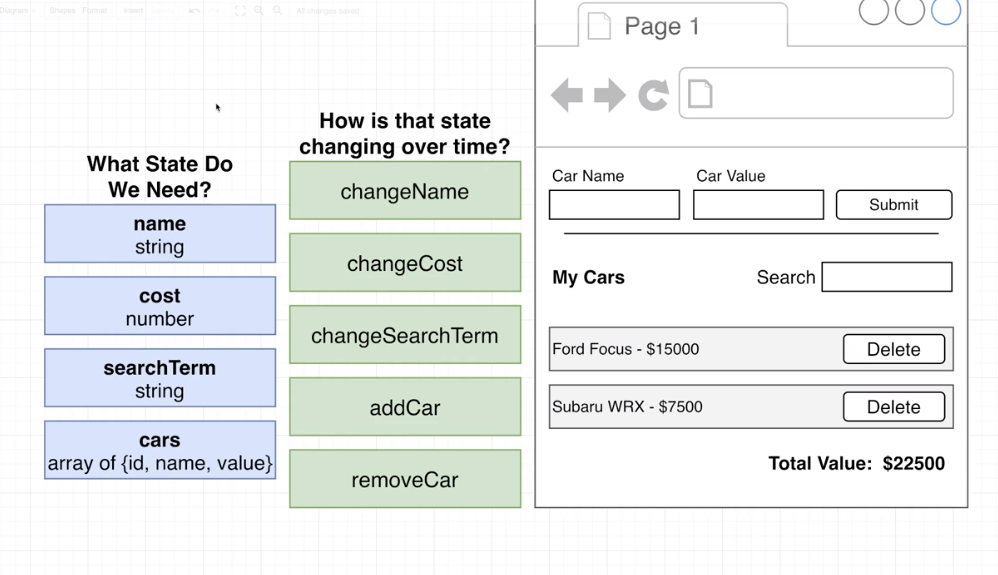 Diagram
Shapes
Format
Insert
All changes saved
What State Do
We Need?
name
string
cost
number
searchTerm
string
cars
array of {id, name, value}
How is that state
changing over time?
changeName
changeCost
changeSearchTerm
addCar
removeCar
Page 1
Car Name
Car Value
Submit
My Cars
Search
Ford Focus - $15000
Delete
Subaru WRX - $7500
Delete
Total Value: $22500